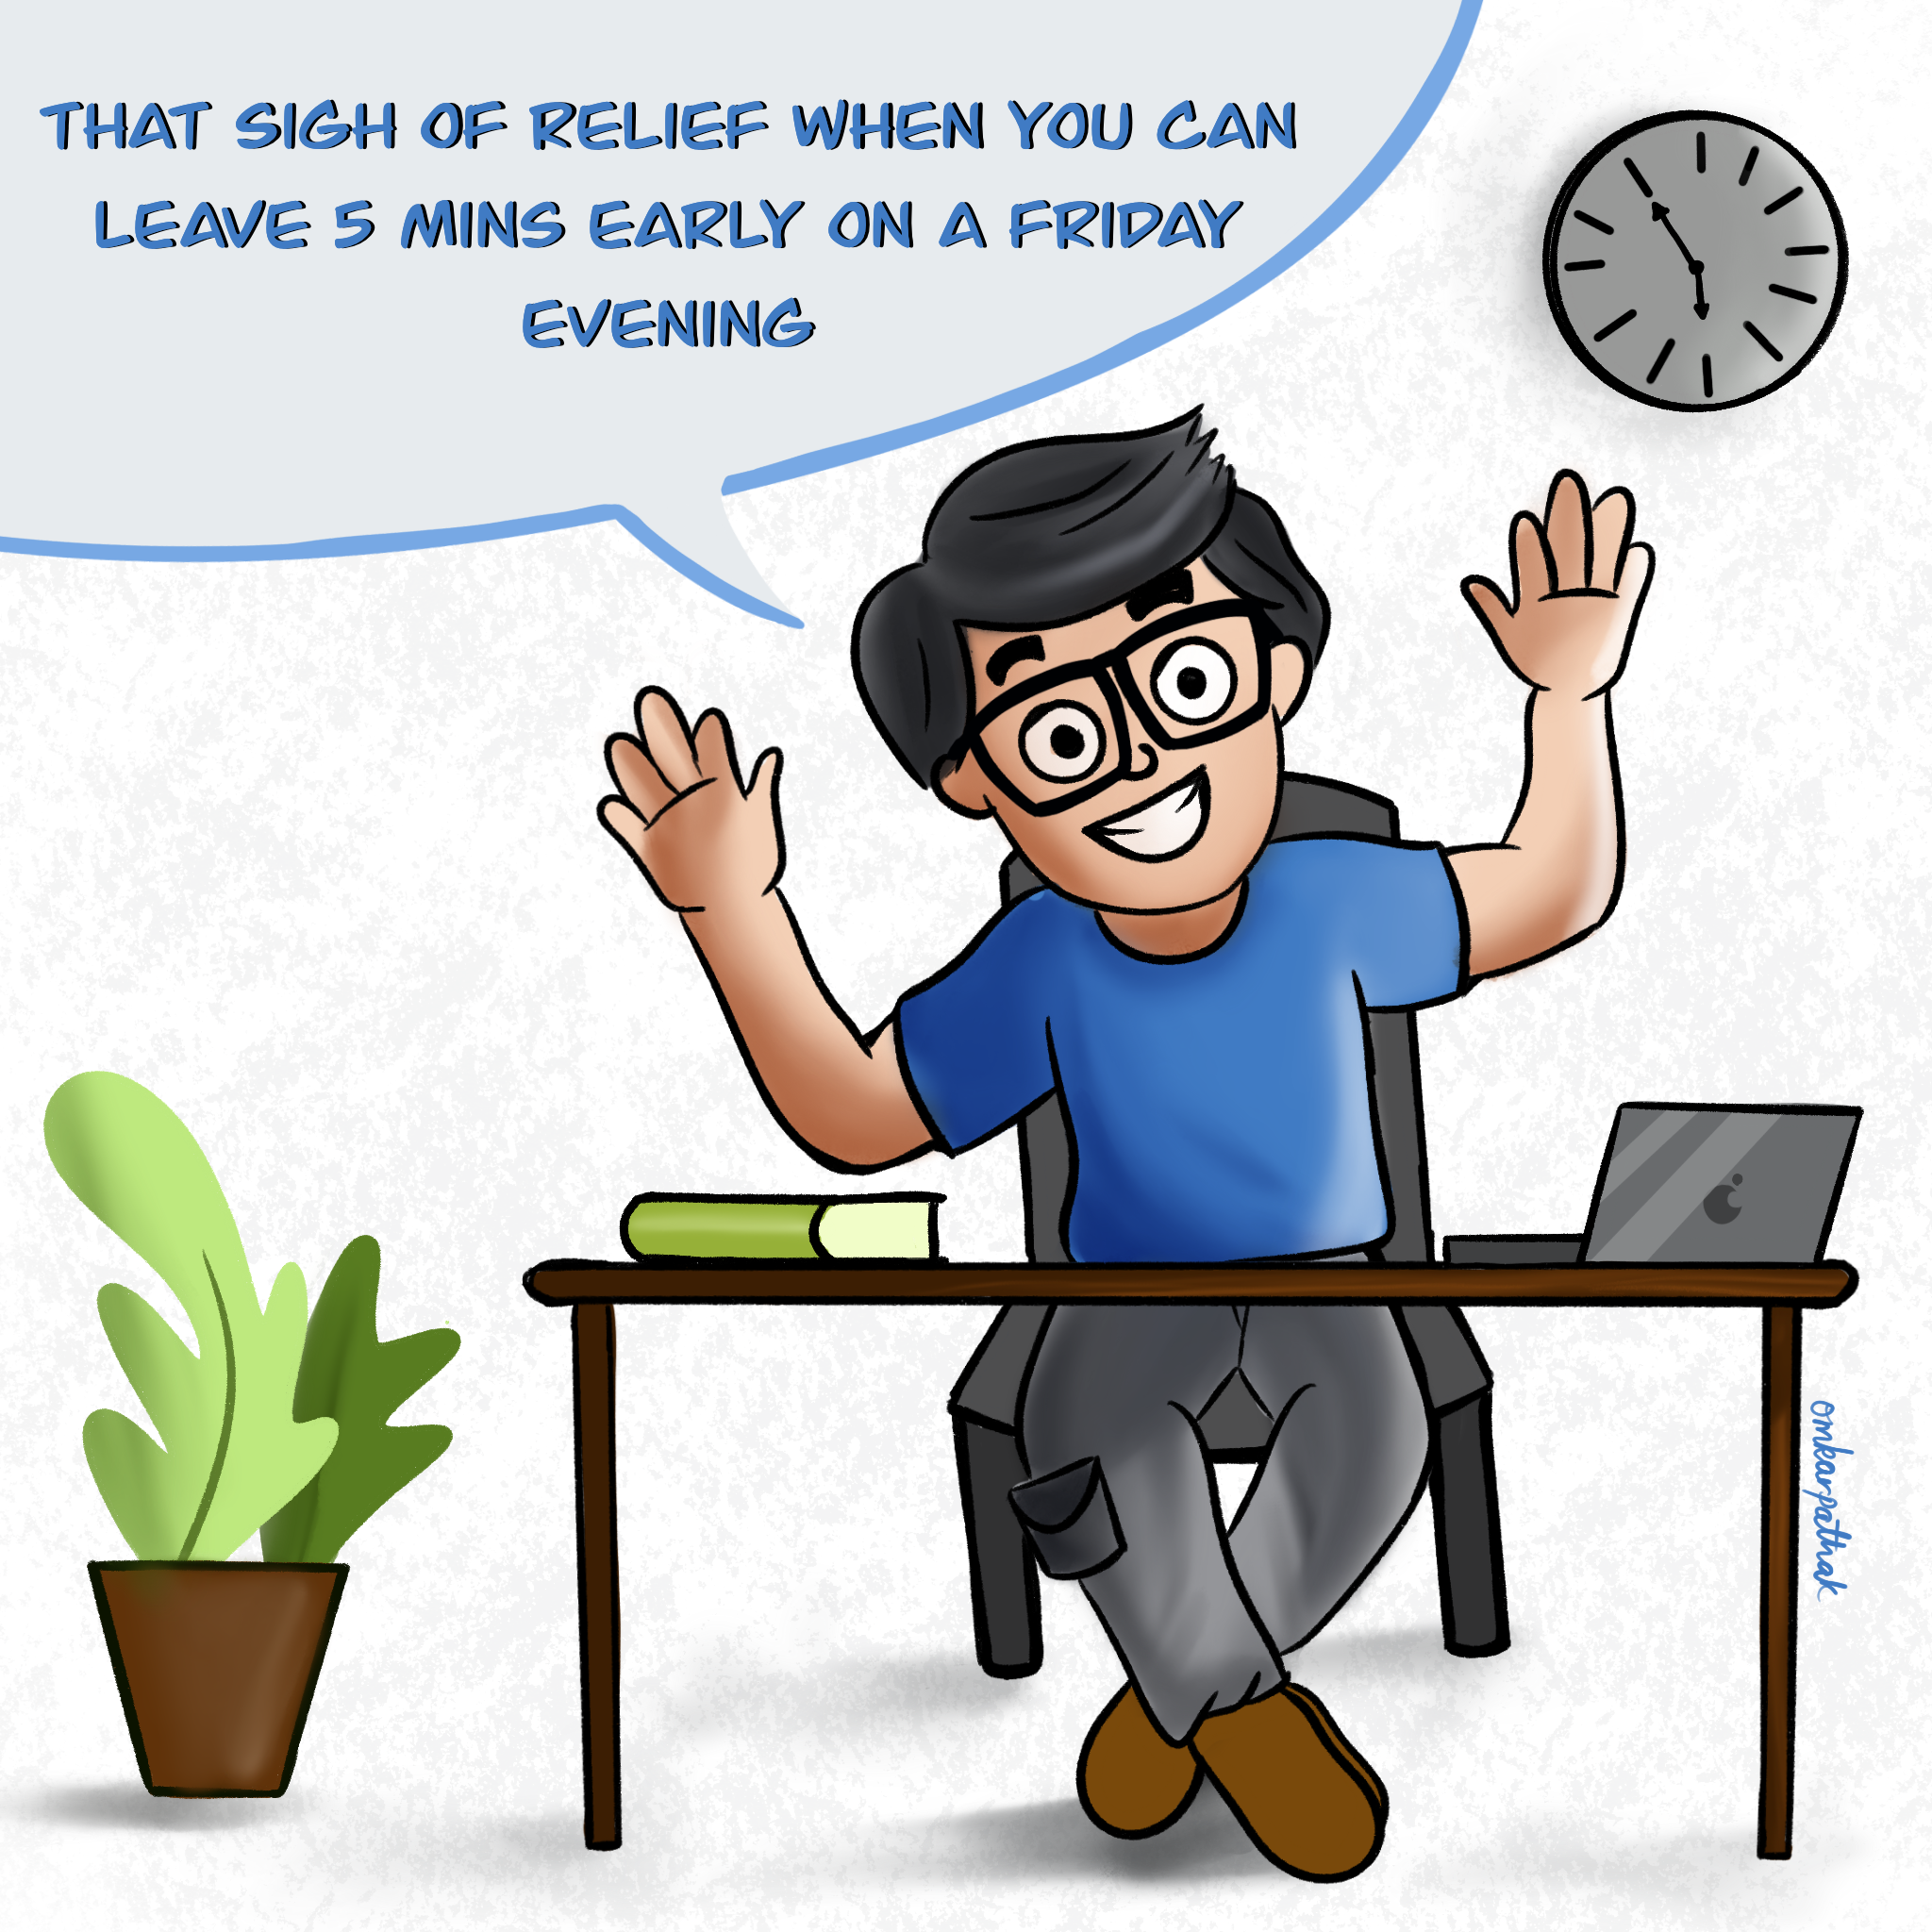 THAT SIGH OF RELIEF WHEN YOU CAN
LEAVE 5 MINS EARLY ON A FRIDAY
EVENING
omkarpathak